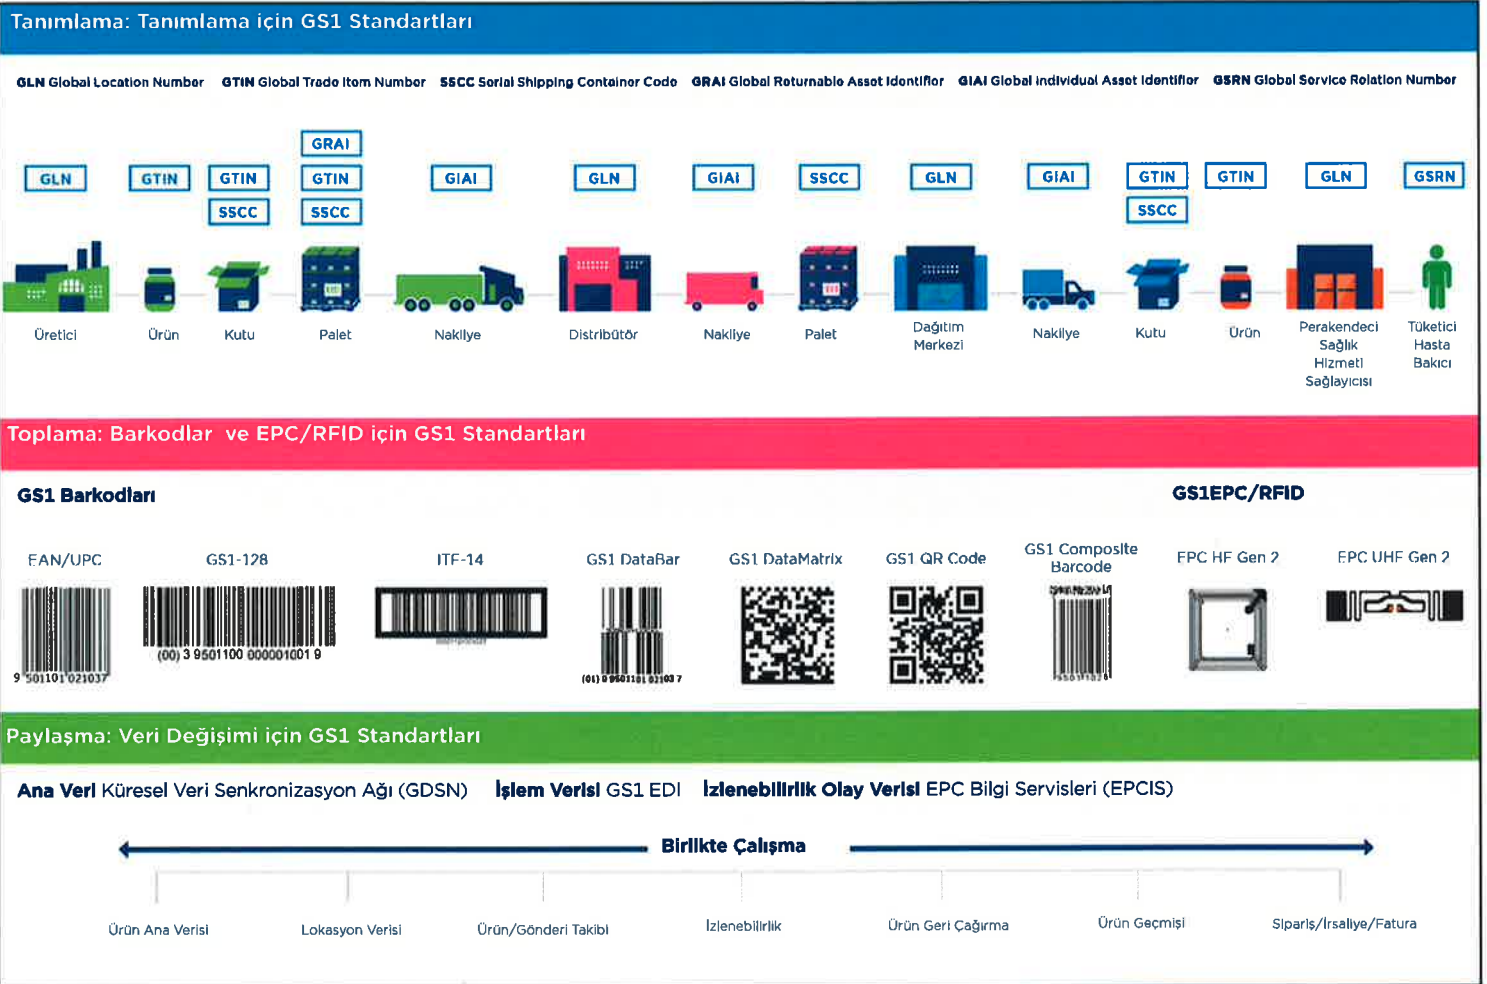 Tanımlama: Tanımlama için GS1 Standartları
GLN Global Location Number GTIN Global Trade Item Number SSCC Serial Shipping Container Code GRAI Global Returnable Asset Identifier GIAI Global Individual Asset Identifier GSRN Global Service Relation Number
GRAI
GLN GTIN GTIN GTIN GIAI GLN GIAI SSCC GLN GIAI GTIN GTIN GLN GSRN
SSCC SSCC SSCC
Üretici Ürün Kutu Palet Nakliye Distribütör Nakliye Palet Dağıtım Merkezi Nakliye Kutu Ürün Perakendeci Sağlık Hizmeti Sağlayıcısı Tüketici Hasta Bakıcı
Toplama: Barkodlar ve EPC/RFID için GS1 Standartları
GS1 Barkodları GS1EPC/RFID
EAN/UPC GS1-128 ITF-14 GS1 DataBar GS1 DataMatrix GS1 QR Code GS1 Composite Barcode EPC HF Gen 2 EPC UHF Gen 2
(00) 3 9501100 000001001 9
9 501101 021037 (01) 0 9501101 02103 7
Paylaşma: Veri Değişimi için GS1 Standartları
Ana Veri Küresel Veri Senkronizasyon Ağı (GDSN) İşlem Verisi GS1 EDI İzlenebilirlik Olay Verisi EPC Bilgi Servisleri (EPCIS)
Birlikte Çalışma
Ürün Ana Verisi Lokasyon Verisi Ürün/Gönderi Takibi İzlenebilirlik Ürün Geri Çağırma Ürün Geçmişi Sipariş/İrsaliye/Fatura